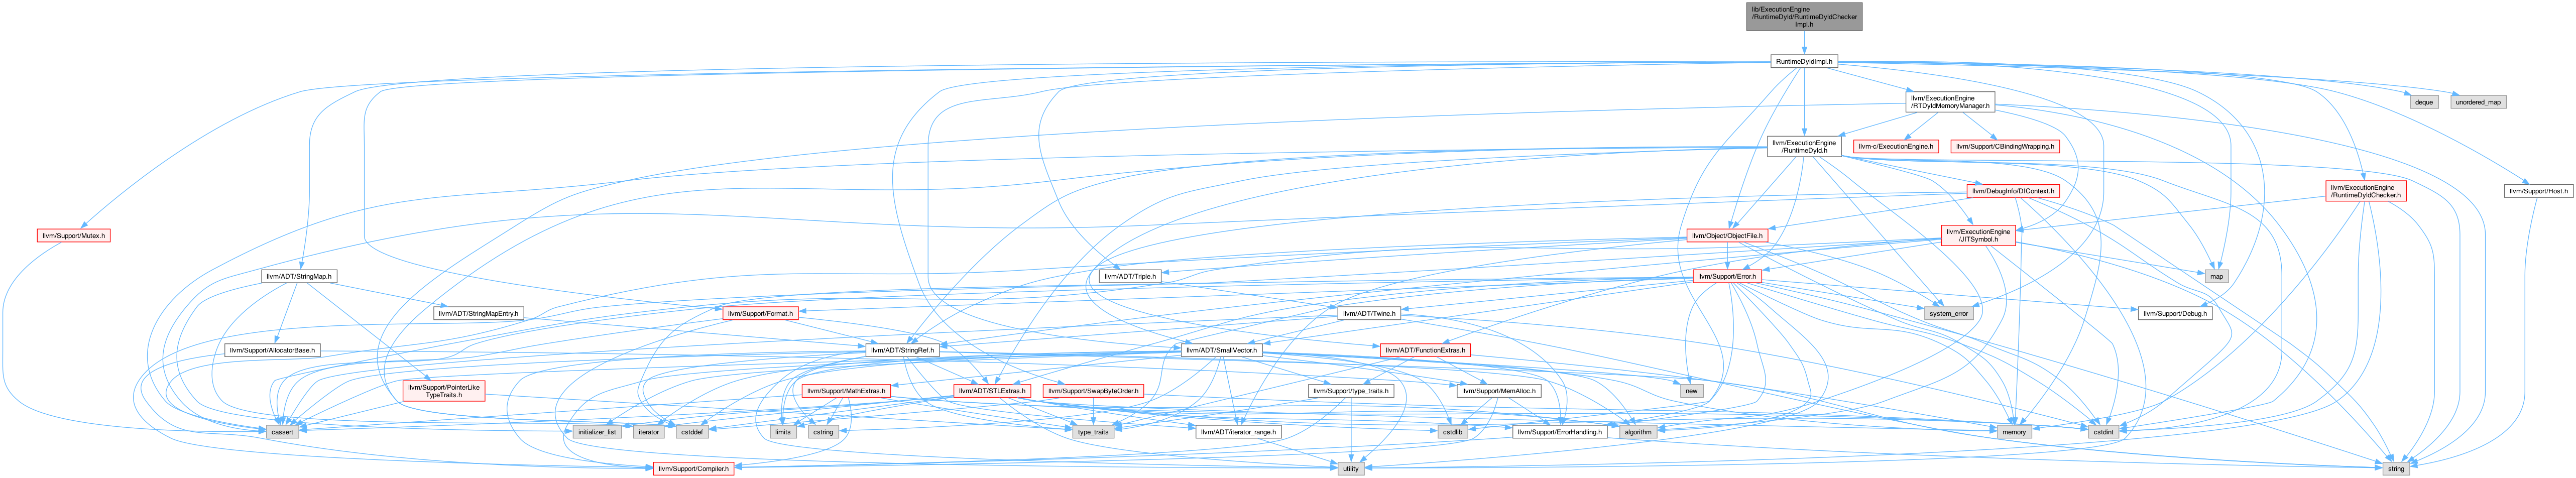 lib/ExecutionEngine
/RuntimeDyld/RuntimeDyldChecker
Impl.h
RuntimeDyldImpl.h
llvm/ExecutionEngine
/RTDyldMemoryManager.h
deque
unordered_map
llvm/ExecutionEngine
/RuntimeDyld.h
llvm-c/ExecutionEngine.h
llvm/Support/CBindingWrapping.h
llvm/DebugInfo/DIContext.h
llvm/ExecutionEngine
/RuntimeDyldChecker.h
llvm/Support/Host.h
llvm/Support/Mutex.h
llvm/Object/ObjectFile.h
llvm/ExecutionEngine
/JITSymbol.h
llvm/ADT/StringMap.h
llvm/ADT/Triple.h
llvm/Support/Error.h
map
llvm/ADT/StringMapEntry.h
llvm/Support/Format.h
llvm/ADT/Twine.h
system_error
llvm/Support/Debug.h
llvm/Support/AllocatorBase.h
llvm/ADT/StringRef.h
llvm/ADT/SmallVector.h
llvm/ADT/FunctionExtras.h
llvm/Support/PointerLike
TypeTraits.h
llvm/Support/MathExtras.h
llvm/ADT/STLExtras.h
llvm/Support/SwapByteOrder.h
llvm/Support/type_traits.h
llvm/Support/MemAlloc.h
new
cassert
initializer_list
iterator
cstddef
limits
cstring
type_traits
llvm/ADT/iterator_range.h
cstdlib
llvm/Support/ErrorHandling.h
algorithm
memory
cstdint
llvm/Support/Compiler.h
utility
string